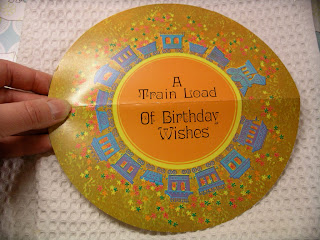 A
Train Load
Of Birthday
Wishes